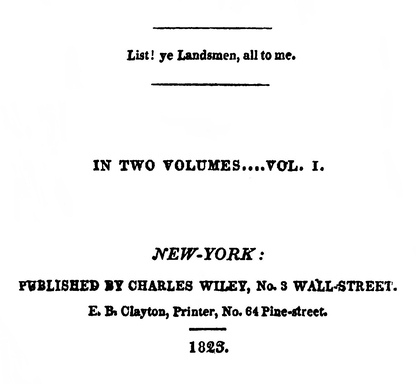 List! ye Landsmen, all to me.
IN TWO VOLUMES....VOL. I.
NEW-YORK:
PUBLISHED BY CHARLES WILEY, No. 3 WALL-STREET.
E. B. Clayton, Printer, No. 64 Pine-street.
1823.